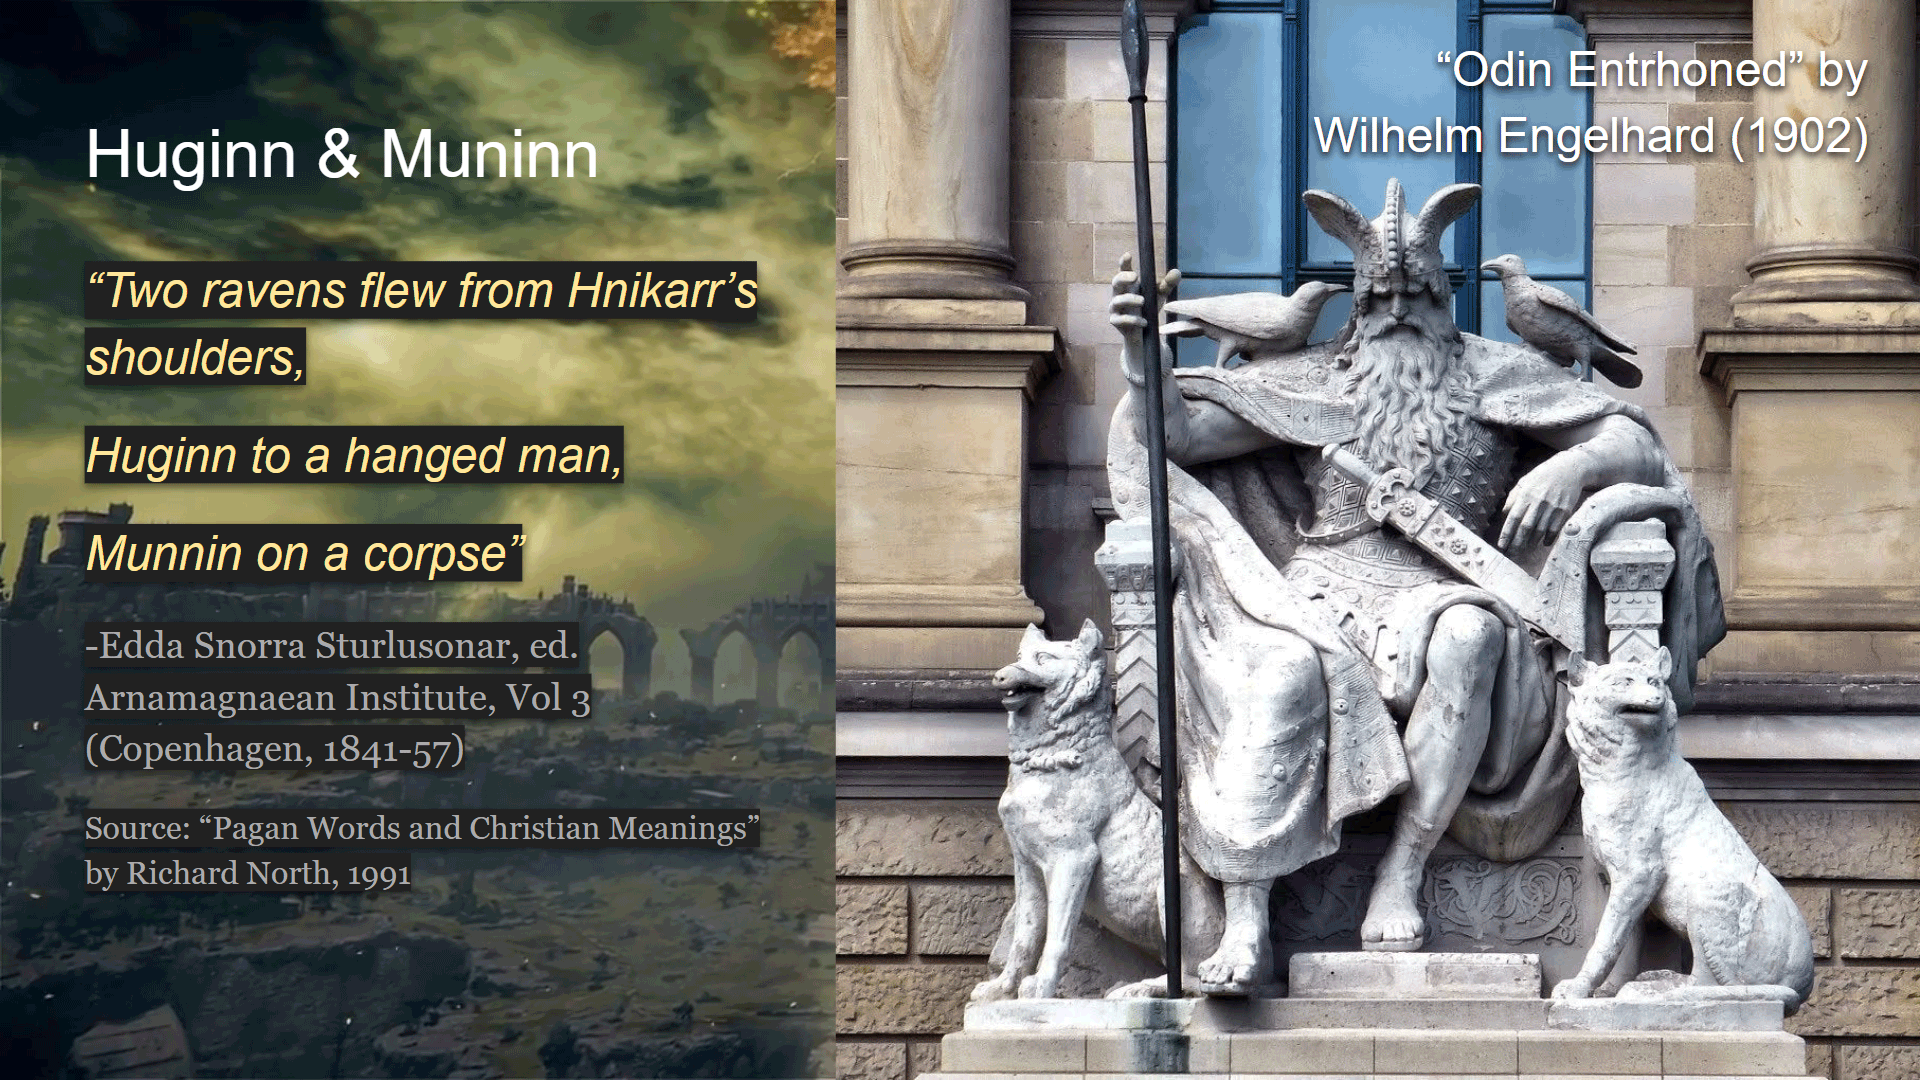 Huginn & Muninn
“Two ravens flew from Hnikarr’s
shoulders,
Huginn to a hanged man,
Munnin on a corpse”
-Edda Snorra Sturlusonar, ed.
Arnamagnaean Institute, Vol 3
(Copenhagen, 1841-57)
Source: “Pagan Words and Christian Meanings”
by Richard North, 1991
“Odin Entrhoned” by
Wilhelm Engelhard (1902)